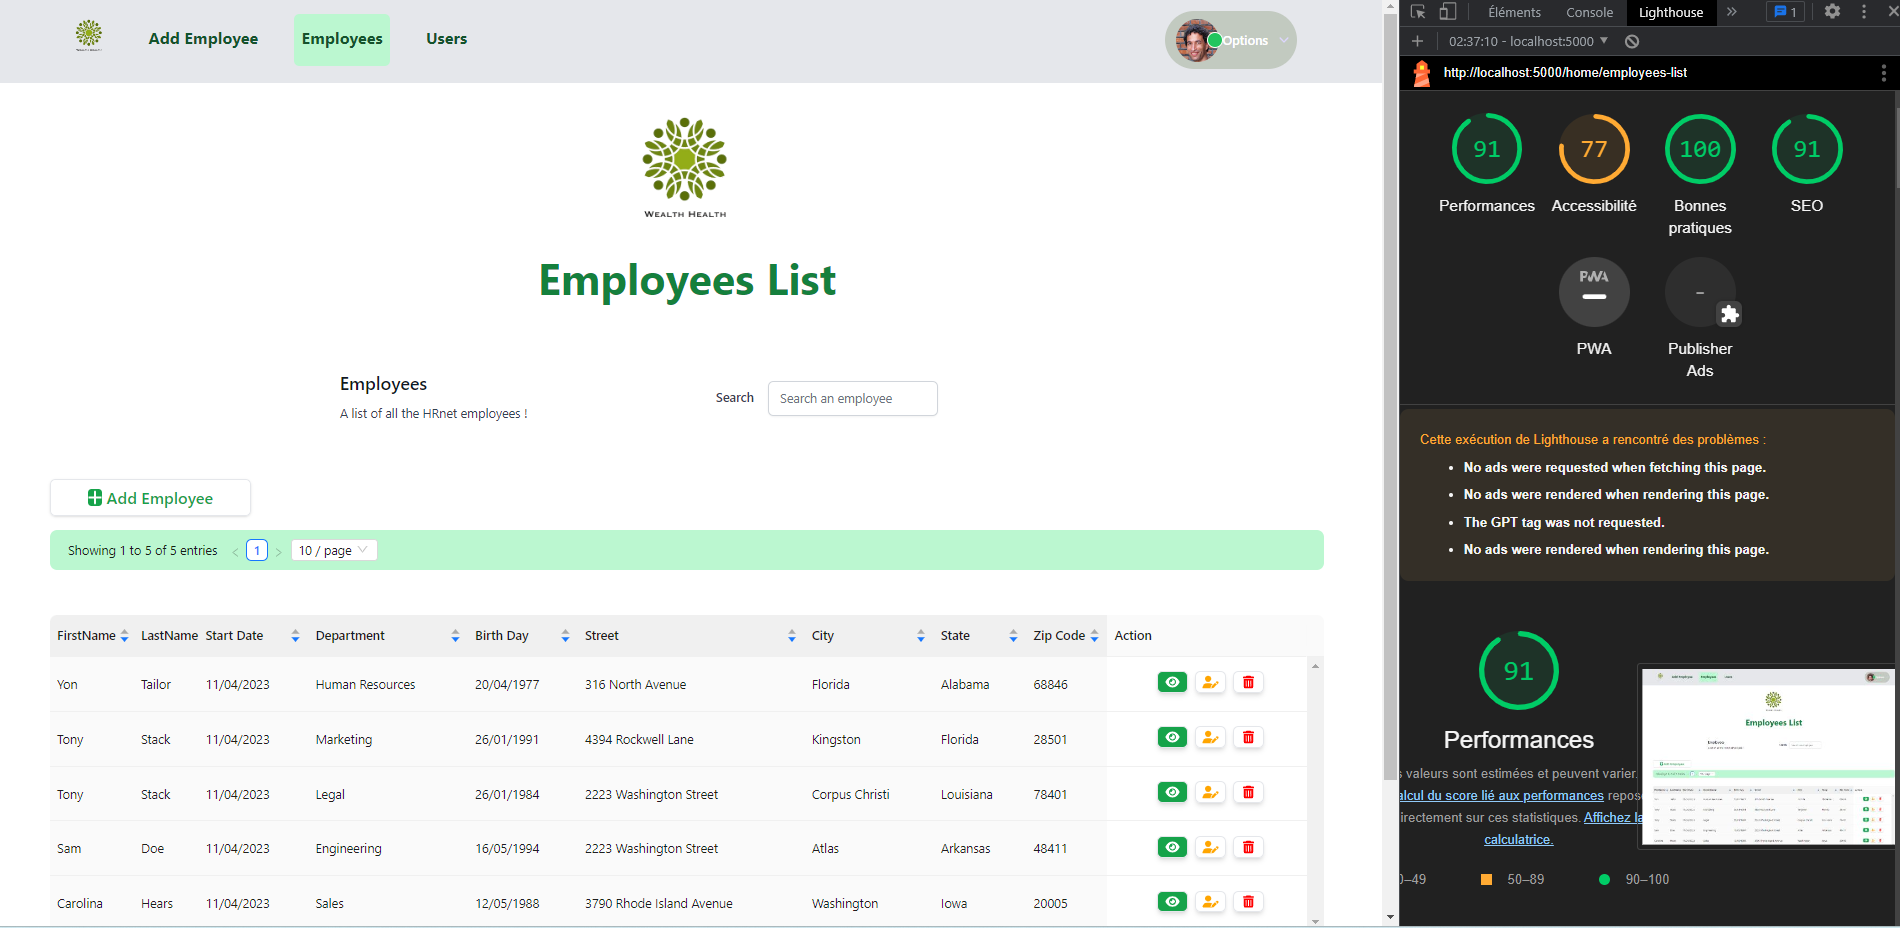 WEALTH HEALTH
Add Employee
Employees
Users
Options
WEALTH HEALTH
Employees List
Employees
A list of all the HRnet employees !
Search
Search an employee
Add Employee
Showing 1 to 5 of 5 entries
1
10 / page
FirstName LastName Start Date Department Birth Day Street City State Zip Code Action
Yon Tailor 11/04/2023 Human Resources 20/04/1977 316 North Avenue Florida Alabama 68846
Tony Stack 11/04/2023 Marketing 26/01/1991 4394 Rockwell Lane Kingston Florida 28501
Tony Stack 11/04/2023 Legal 26/01/1984 2223 Washington Street Corpus Christi Louisiana 78401
Sam Doe 11/04/2023 Engineering 16/05/1994 2223 Washington Street Atlas Arkansas 48411
Carolina Hears 11/04/2023 Sales 12/05/1988 3790 Rhode Island Avenue Washington Iowa 20005
Éléments Console Lighthouse 1
02:37:10 - localhost:5000
http://localhost:5000/home/employees-list
91 77 100 91
Performances Accessibilité Bonnes pratiques SEO
PWA
-
PWA
Publisher
Ads
Cette exécution de Lighthouse a rencontré des problèmes :
No ads were requested when fetching this page.
No ads were rendered when rendering this page.
The GPT tag was not requested.
No ads were rendered when rendering this page.
91
Performances
s valeurs sont estimées et peuvent varier.
alcul du score lié aux performances repos
irectement sur ces statistiques. Affichez la
calculatrice.
0–49 50–89 90–100
Add Employee Employees Users
Employees List